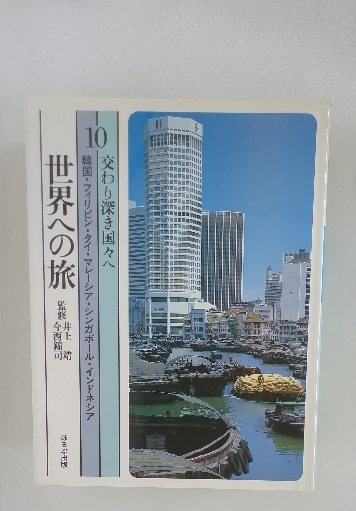 10 交わり深き国々へ
韓国・フィリピン・タイ・マレーシア・シンガポール・インドネシア
世界への旅
監修 井上 靖
今西錦司
ほるぷ出版